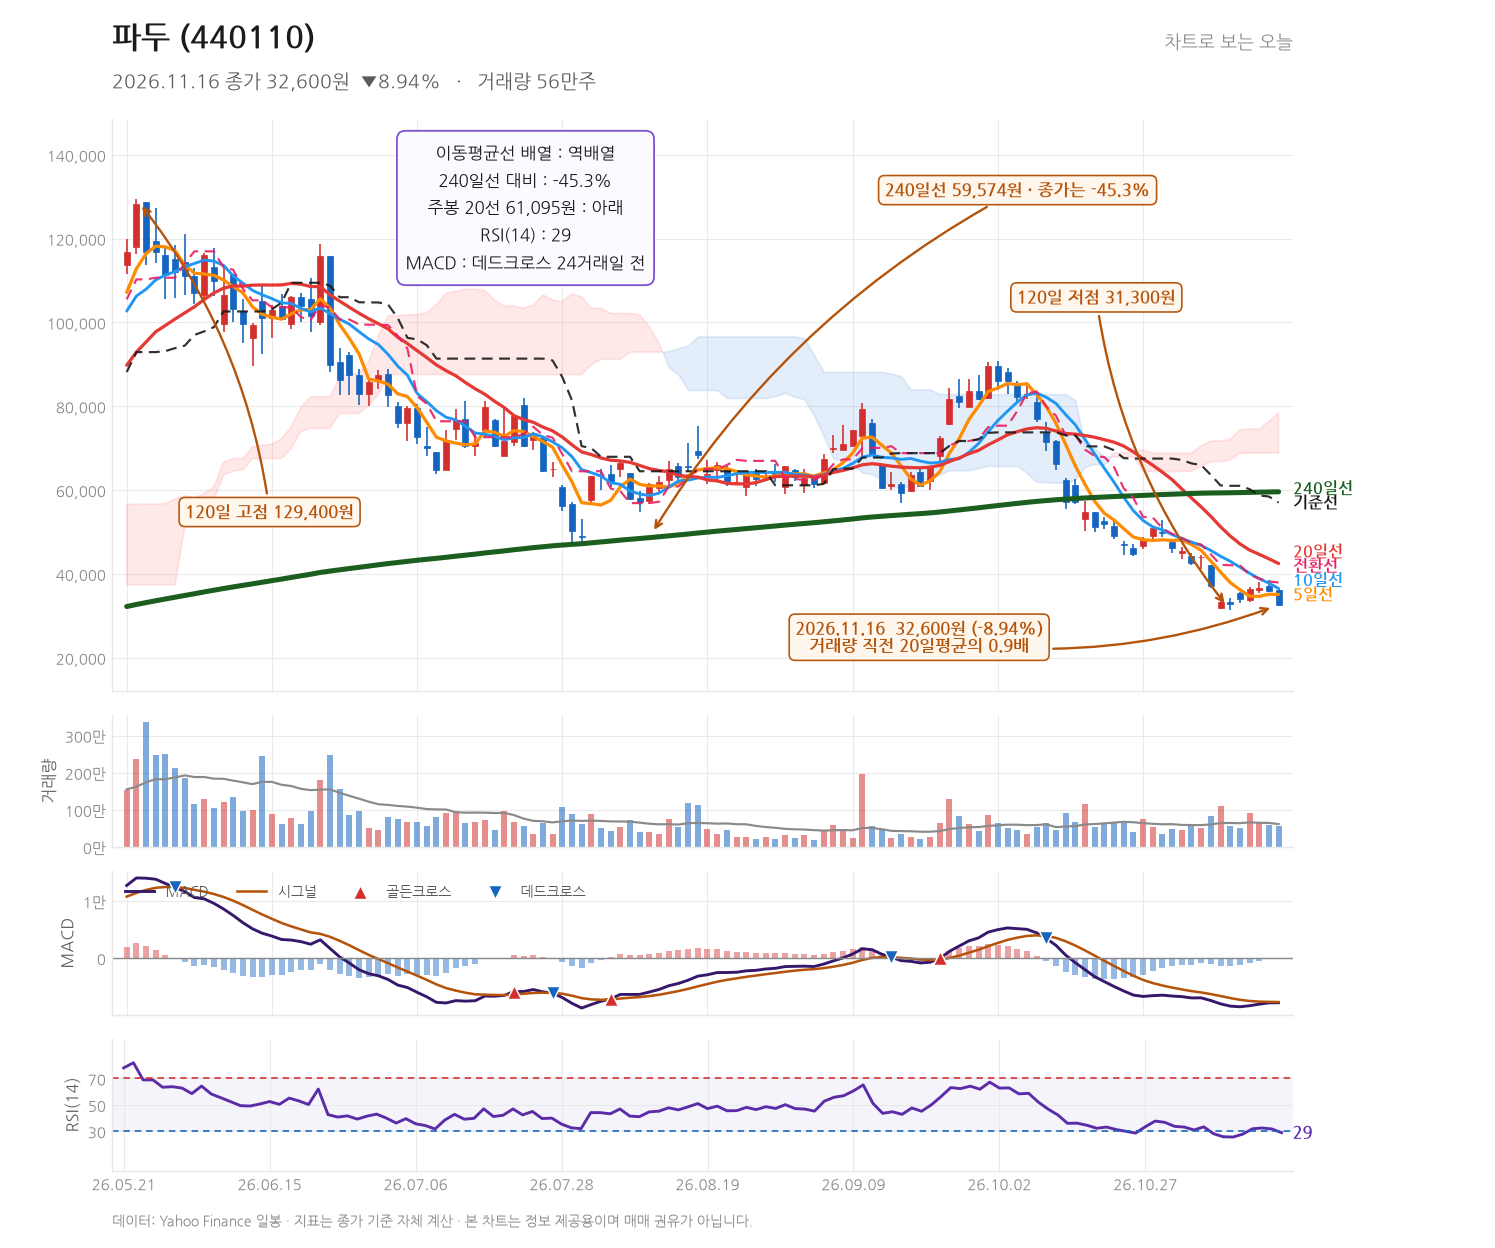 파두 (440110)
차트로 보는 오늘
2026.11.16 종가 32,600원 ▼8.94% · 거래량 56만주
140,000
120,000
100,000
80,000
60,000
40,000
20,000
이동평균선 배열 : 역배열
240일선 대비 : -45.3%
주봉 20선 61,095원 : 아래
RSI(14) : 29
MACD : 데드크로스 24거래일 전
240일선 59,574원 · 종가는 -45.3%
120일 저점 31,300원
120일 고점 129,400원
2026.11.16 32,600원 (-8.94%)
거래량 직전 20일평균의 0.9배
240일선
기준선
20일선
전환선
10일선
5일선
거래량
300만
200만
100만
0만
MACD
1만
0
MACD
시그널
골든크로스
데드크로스
RSI(14)
70
50
30
29
26.05.21
26.06.15
26.07.06
26.07.28
26.08.19
26.09.09
26.10.02
26.10.27
데이터: Yahoo Finance 일봉 · 지표는 종가 기준 자체 계산 · 본 차트는 정보 제공용이며 매매 권유가 아닙니다.